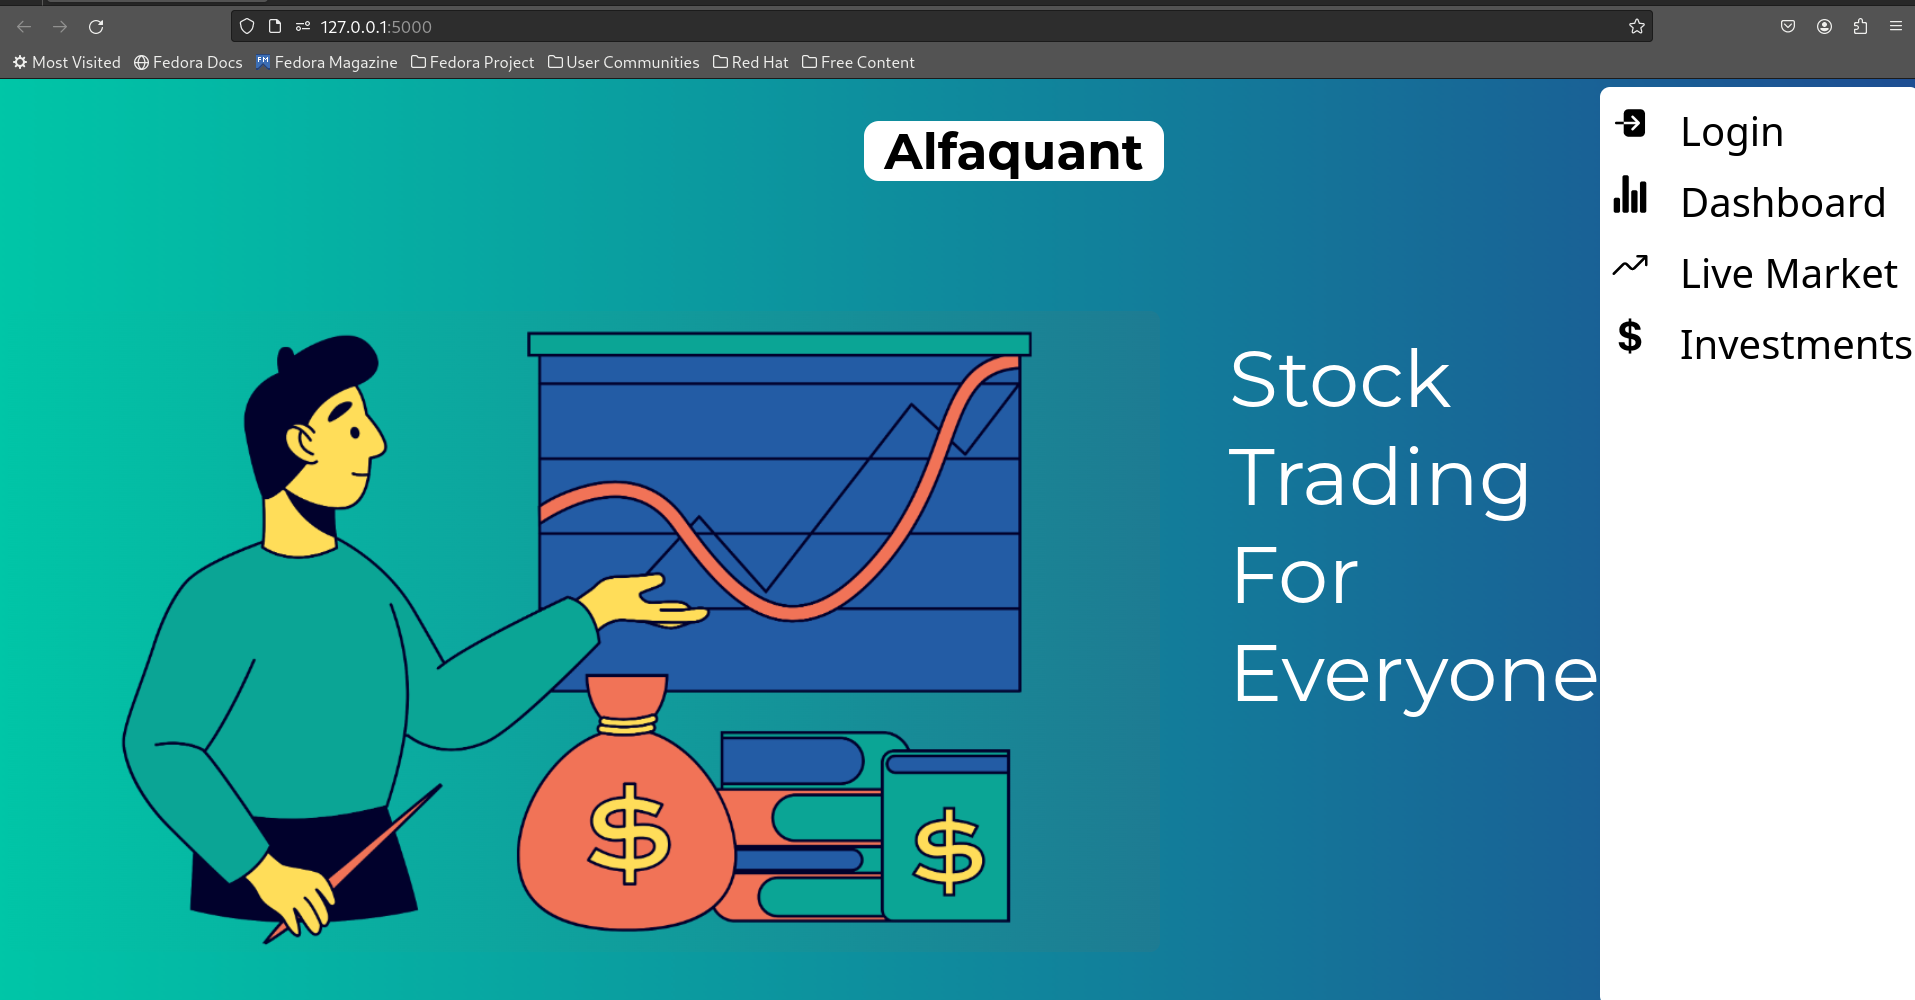 127.0.0.1:5000
Most Visited Fedora Docs FM Fedora Magazine Fedora Project User Communities Red Hat Free Content
Alfaquant
Login
Dashboard
Live Market
$ Investments
Stock
Trading
For
Everyone
$
$